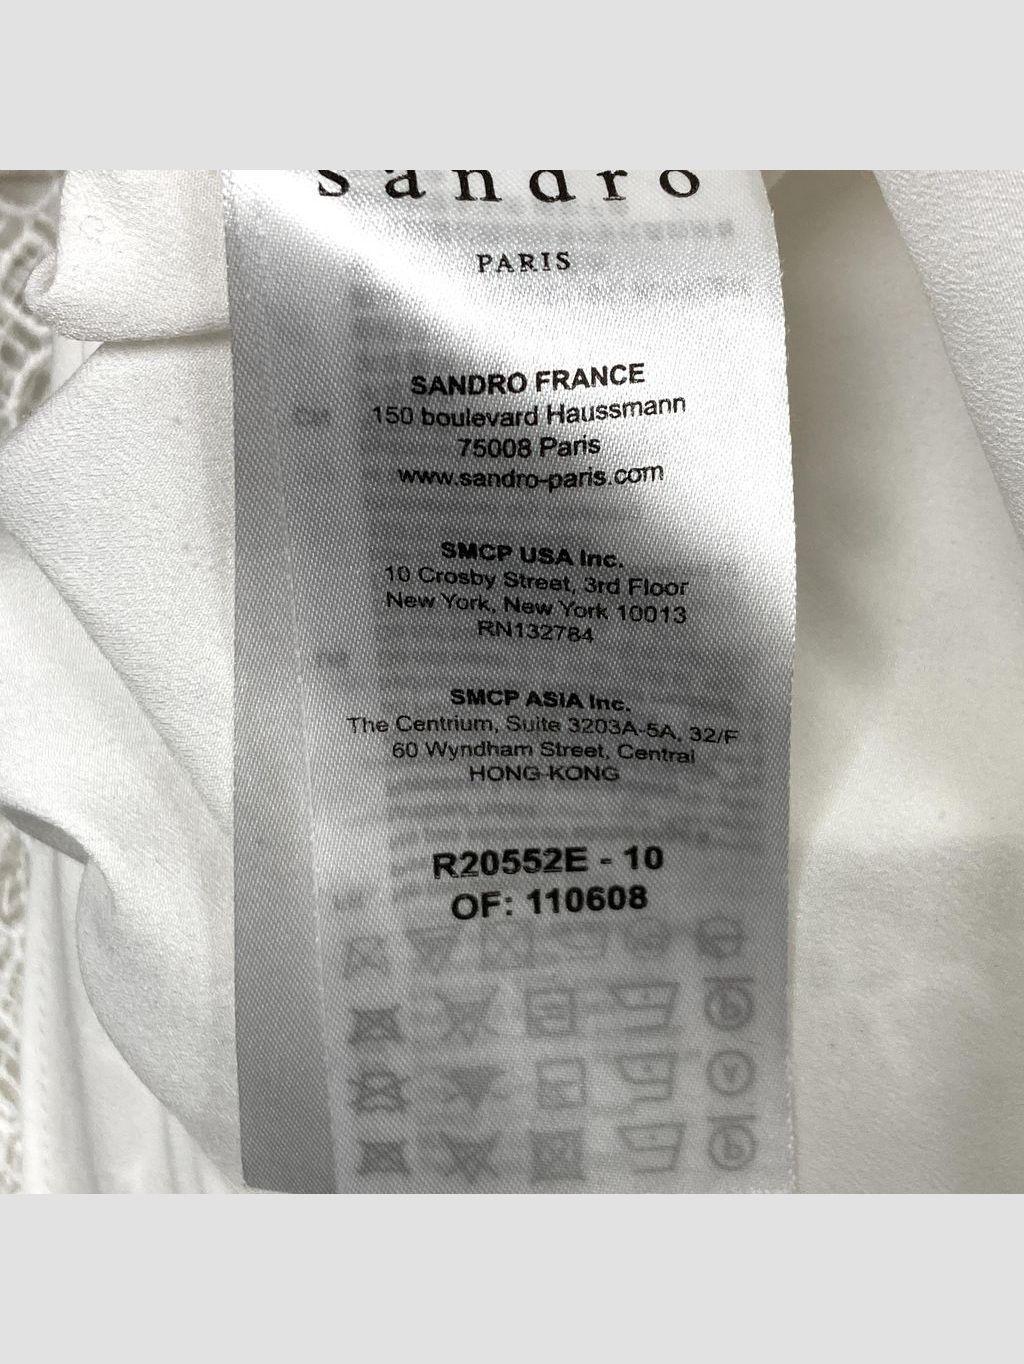 sandro
PARIS
SANDRO FRANCE
150 boulevard Haussmann
75008 Paris
www.sandro-paris.com
SMCP USA Inc.
10 Crosby Street, 3rd Floor
New York, New York 10013
RN132784
SMCP ASIA Inc.
The Centrium, Suite 3203A-5A, 32/F
60 Wyndham Street, Central
HONG-KONG
R20552E - 10
OF: 110608